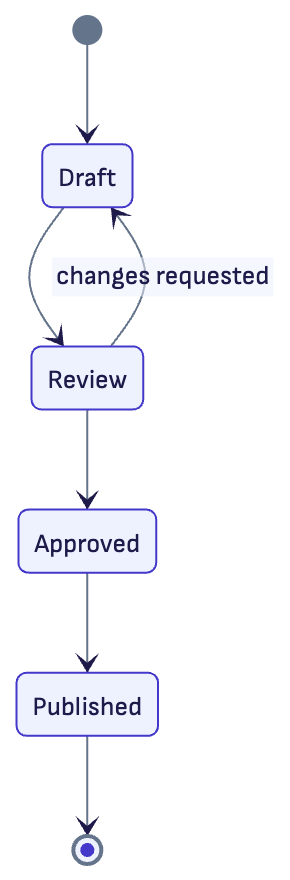 Draft
changes requested
Review
Approved
Published